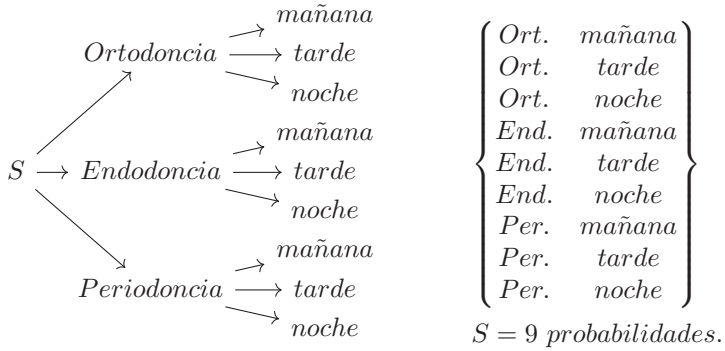 mañana
Ortodoncia → tarde
noche
mañana
S → Endodoncia → tarde
noche
mañana
Periodoncia → tarde
noche
Ort. mañana
Ort. tarde
Ort. noche
End. mañana
End. tarde
End. noche
Per. mañana
Per. tarde
Per. noche
S = 9 probabilidades.